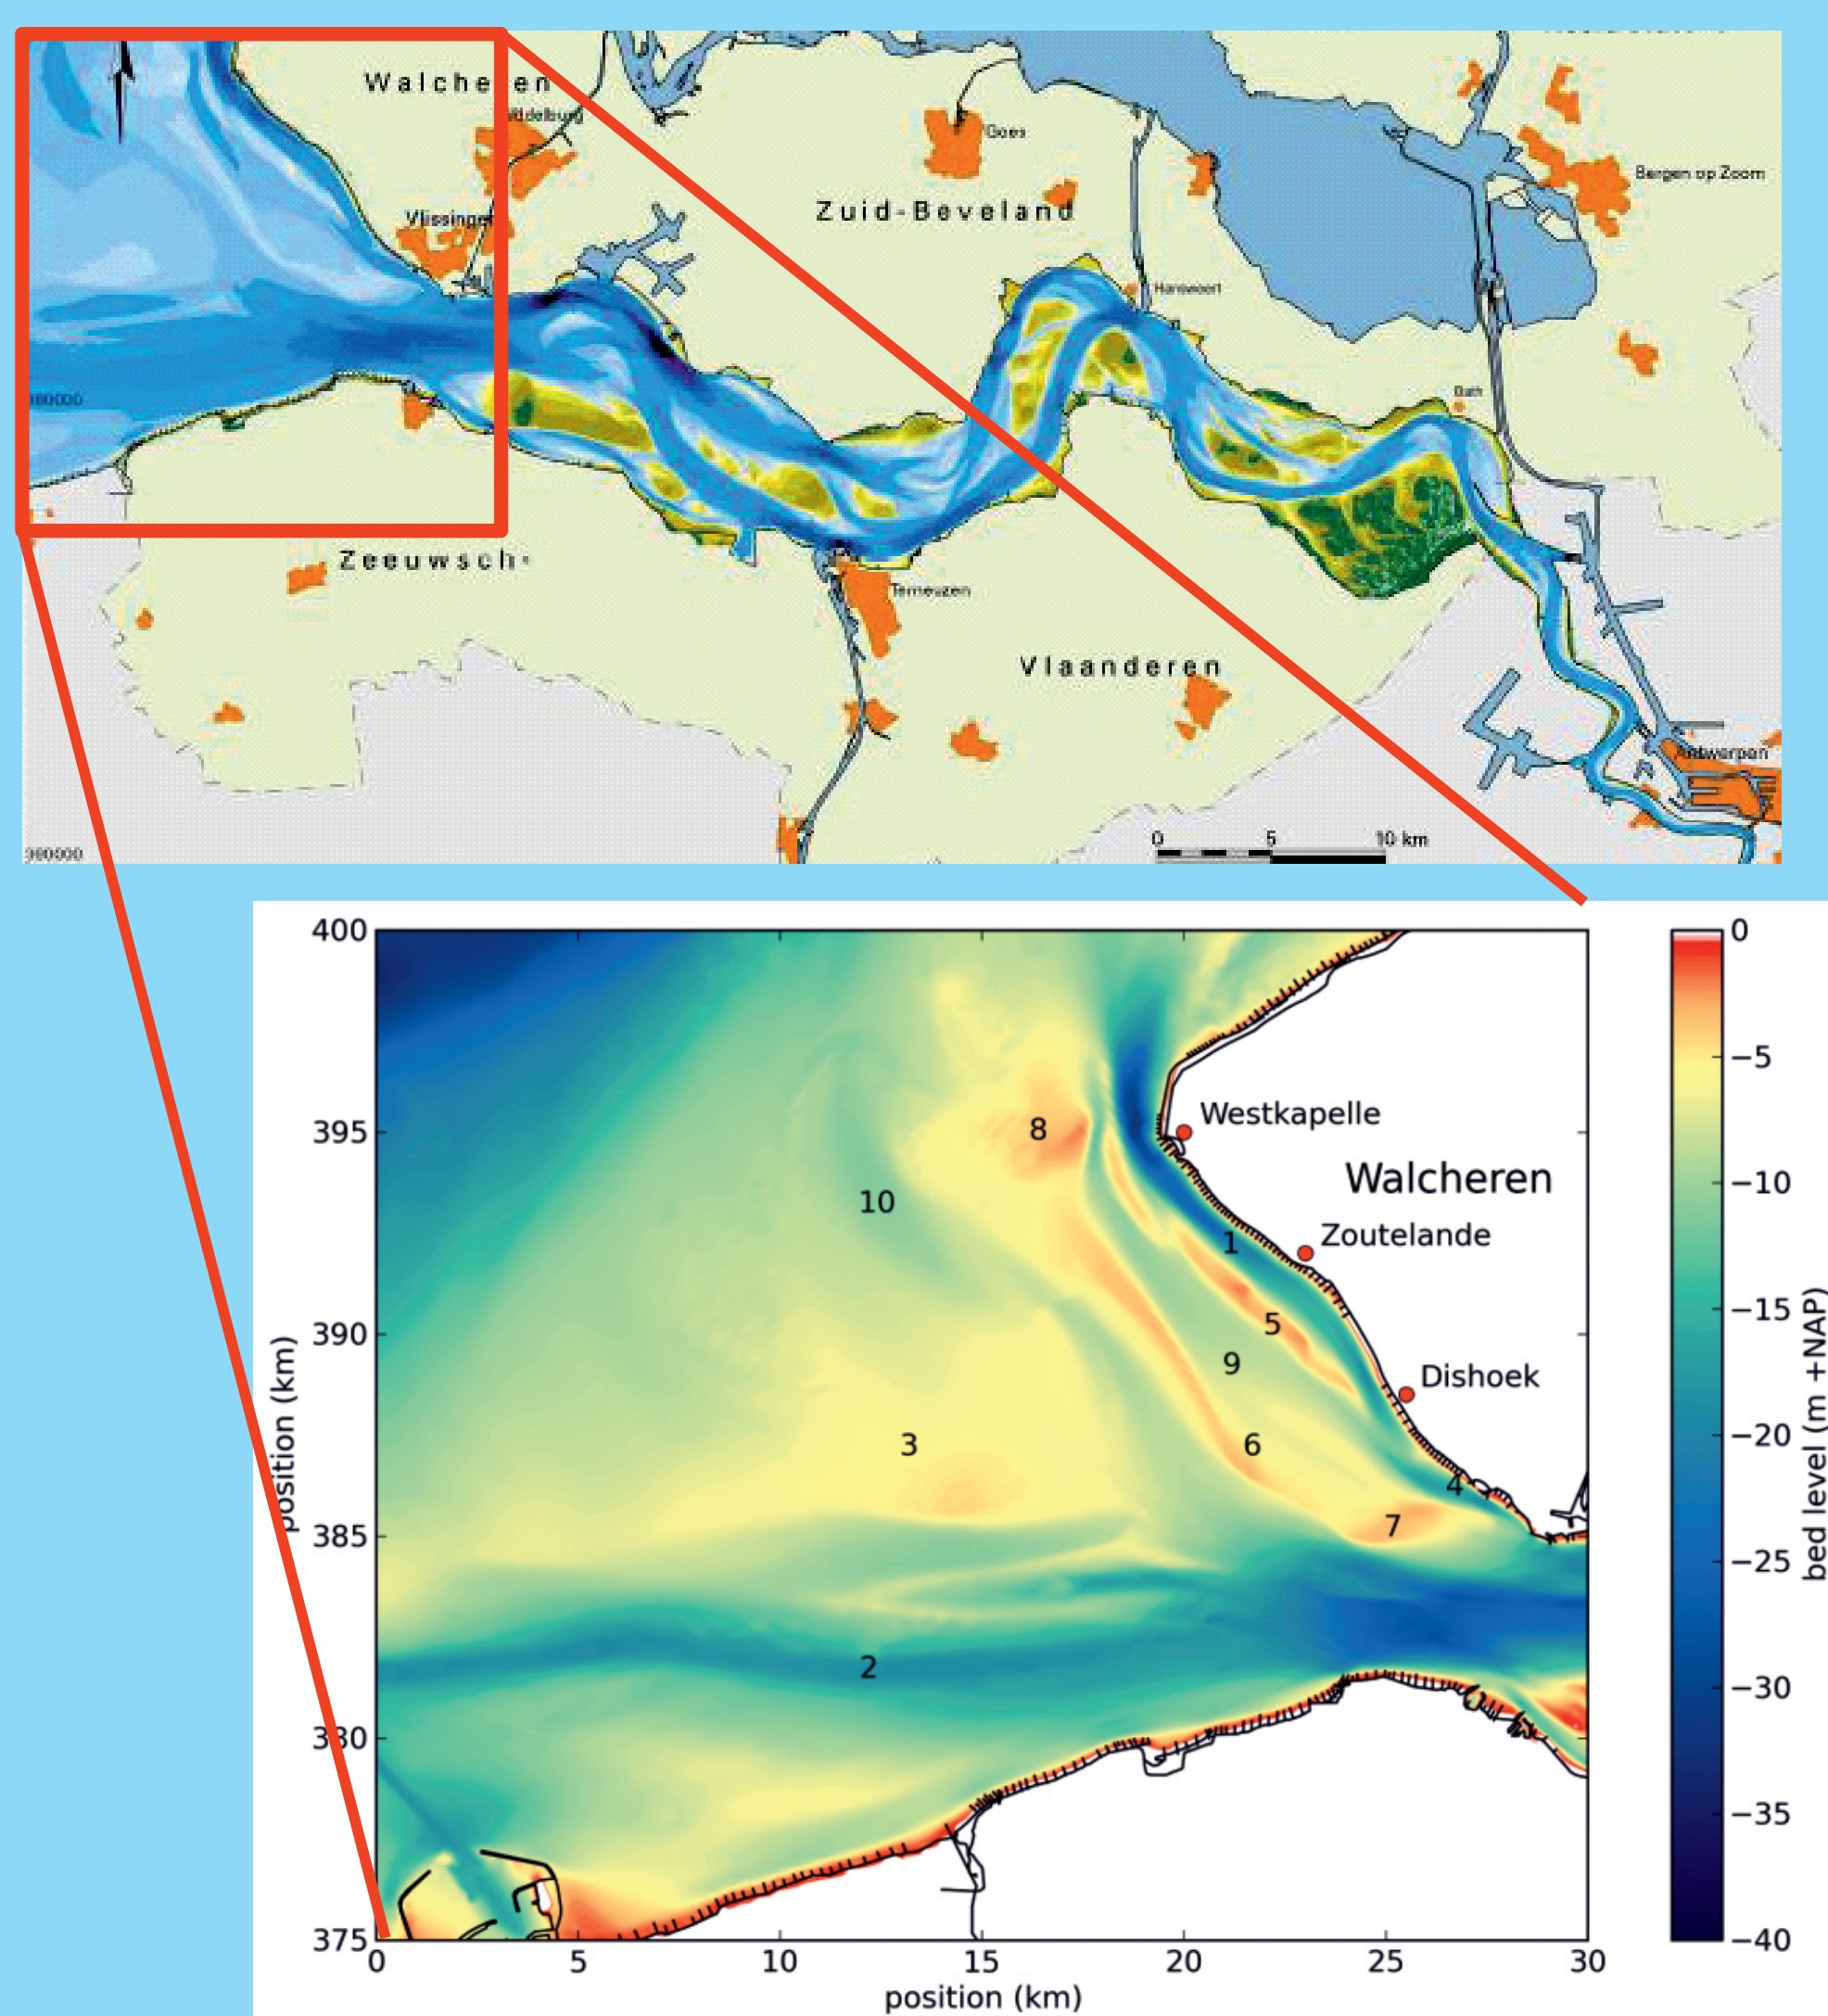 Walcheren
Middelburg
Goes
Bergen op Zoom
Vlissingen
Zuid-Beveland
Hansweert
Bath
380000
Zeeuwsch-
Terneuzen
Vlaanderen
Antwerpen
0 5 10 km
360000
400
395
390
385
380
375
position (km)
0 5 10 15 20 25 30
position (km)
Westkapelle
Walcheren
Zoutelande
Dishoek
8
10
1
5
9
3
6
4
7
2
0
−5
−10
−15
−20
−25
−30
−35
−40
bed level (m +NAP)